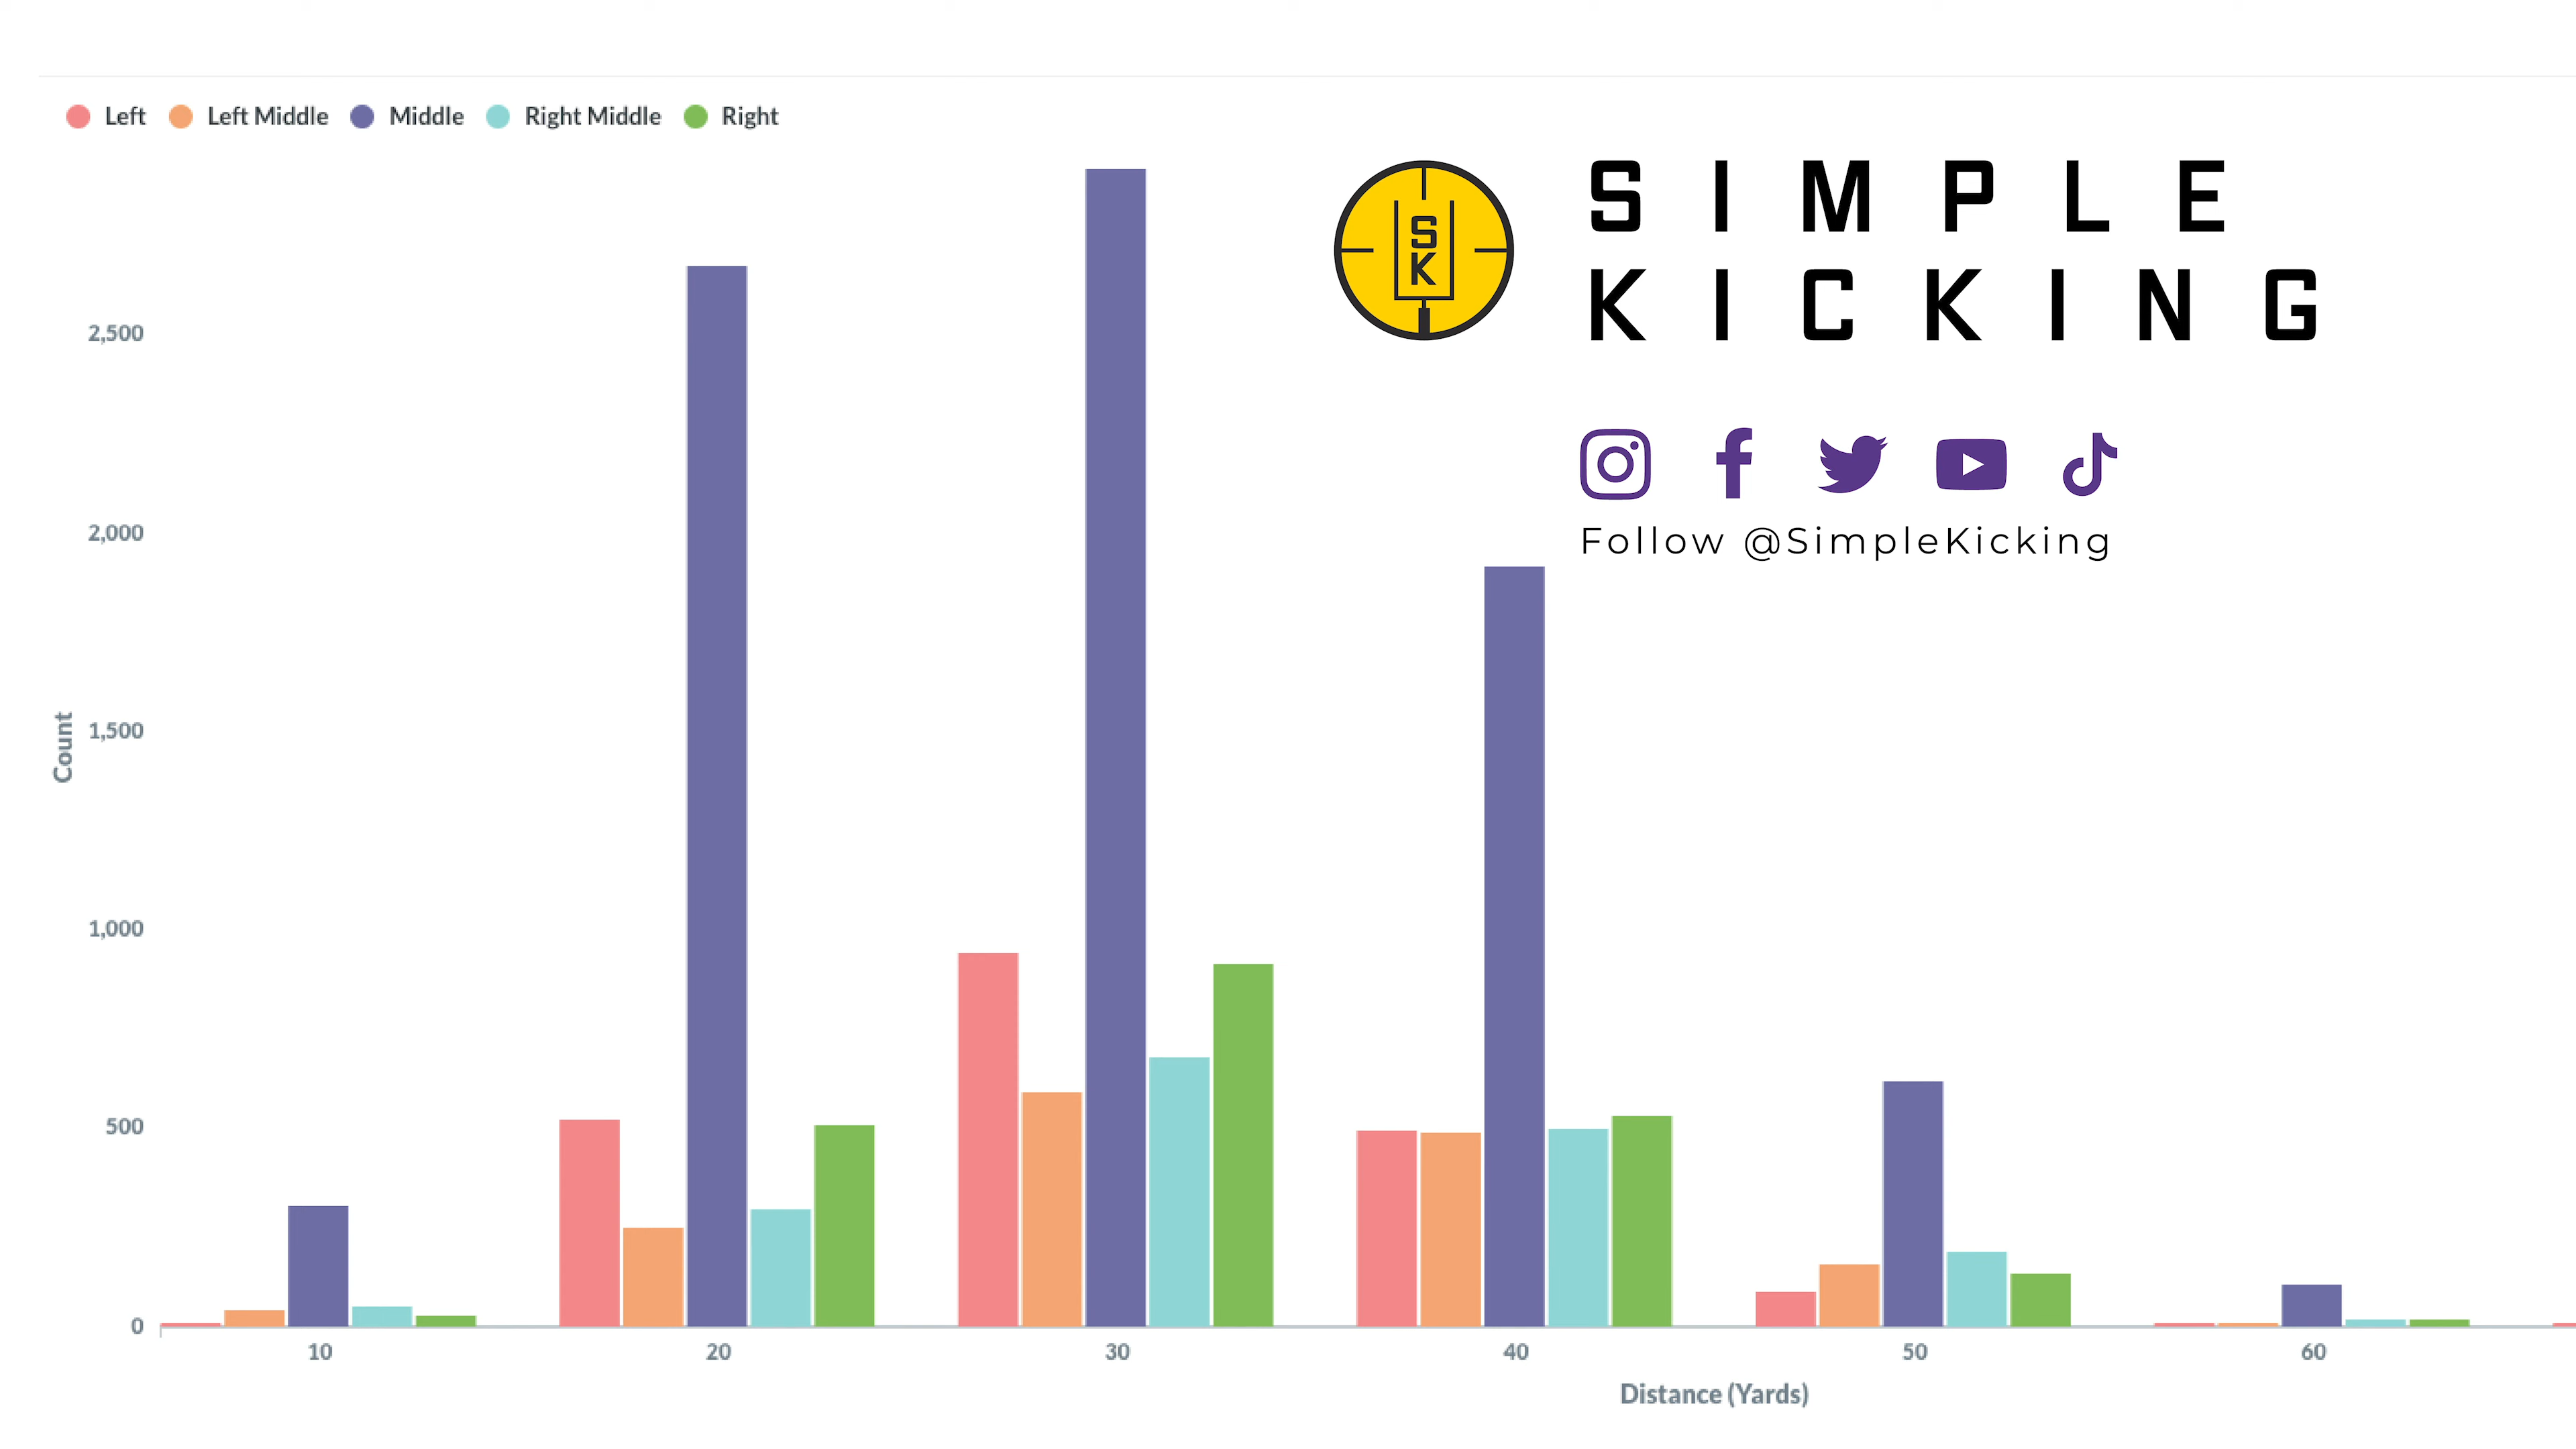 Left Left Middle Middle Right Middle Right
SIMPLE
KICKING
SK
Follow @SimpleKicking
2,500
2,000
1,500
1,000
500
0
Count
10 20 30 40 50 60
Distance (Yards)